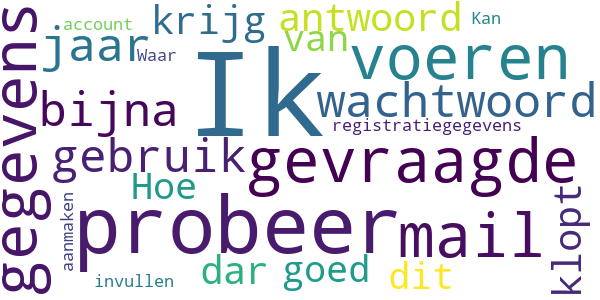 account
krijg
antwoord
Kan
jaar
van
Waar
Ik
voeren
gegevens
bijna
wachtwoord
registratiegegevens
gebruik
gevraagde
Hoe
klopt
aanmaken
probeer
mail
dar
goed
dit
invullen